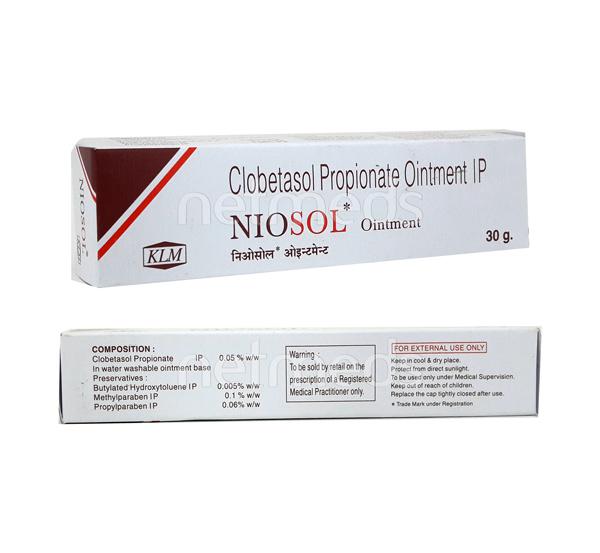 Clobetasol Propionate Ointment IP
netmeds
NIOSOL* Ointment
30 g.
निओसोल* ओइन्टमेन्ट
KLM
NIOSOL*
COMPOSITION :
Clobetasol Propionate IP 0.05 % w/w
In water washable ointment base
Preservatives :
Butylated Hydroxytoluene IP 0.005% w/w
Methylparaben IP 0.1 % w/w
Propylparaben IP 0.06% w/w
Warning :
To be sold by retail on the
prescription of a Registered
Medical Practitioner only.
netmeds
FOR EXTERNAL USE ONLY
Keep in cool & dry place.
Protect from direct sunlight.
To be used only under Medical Supervision.
Keep out of reach of children.
Replace the cap tightly closed after use.
* Trade Mark under Registration